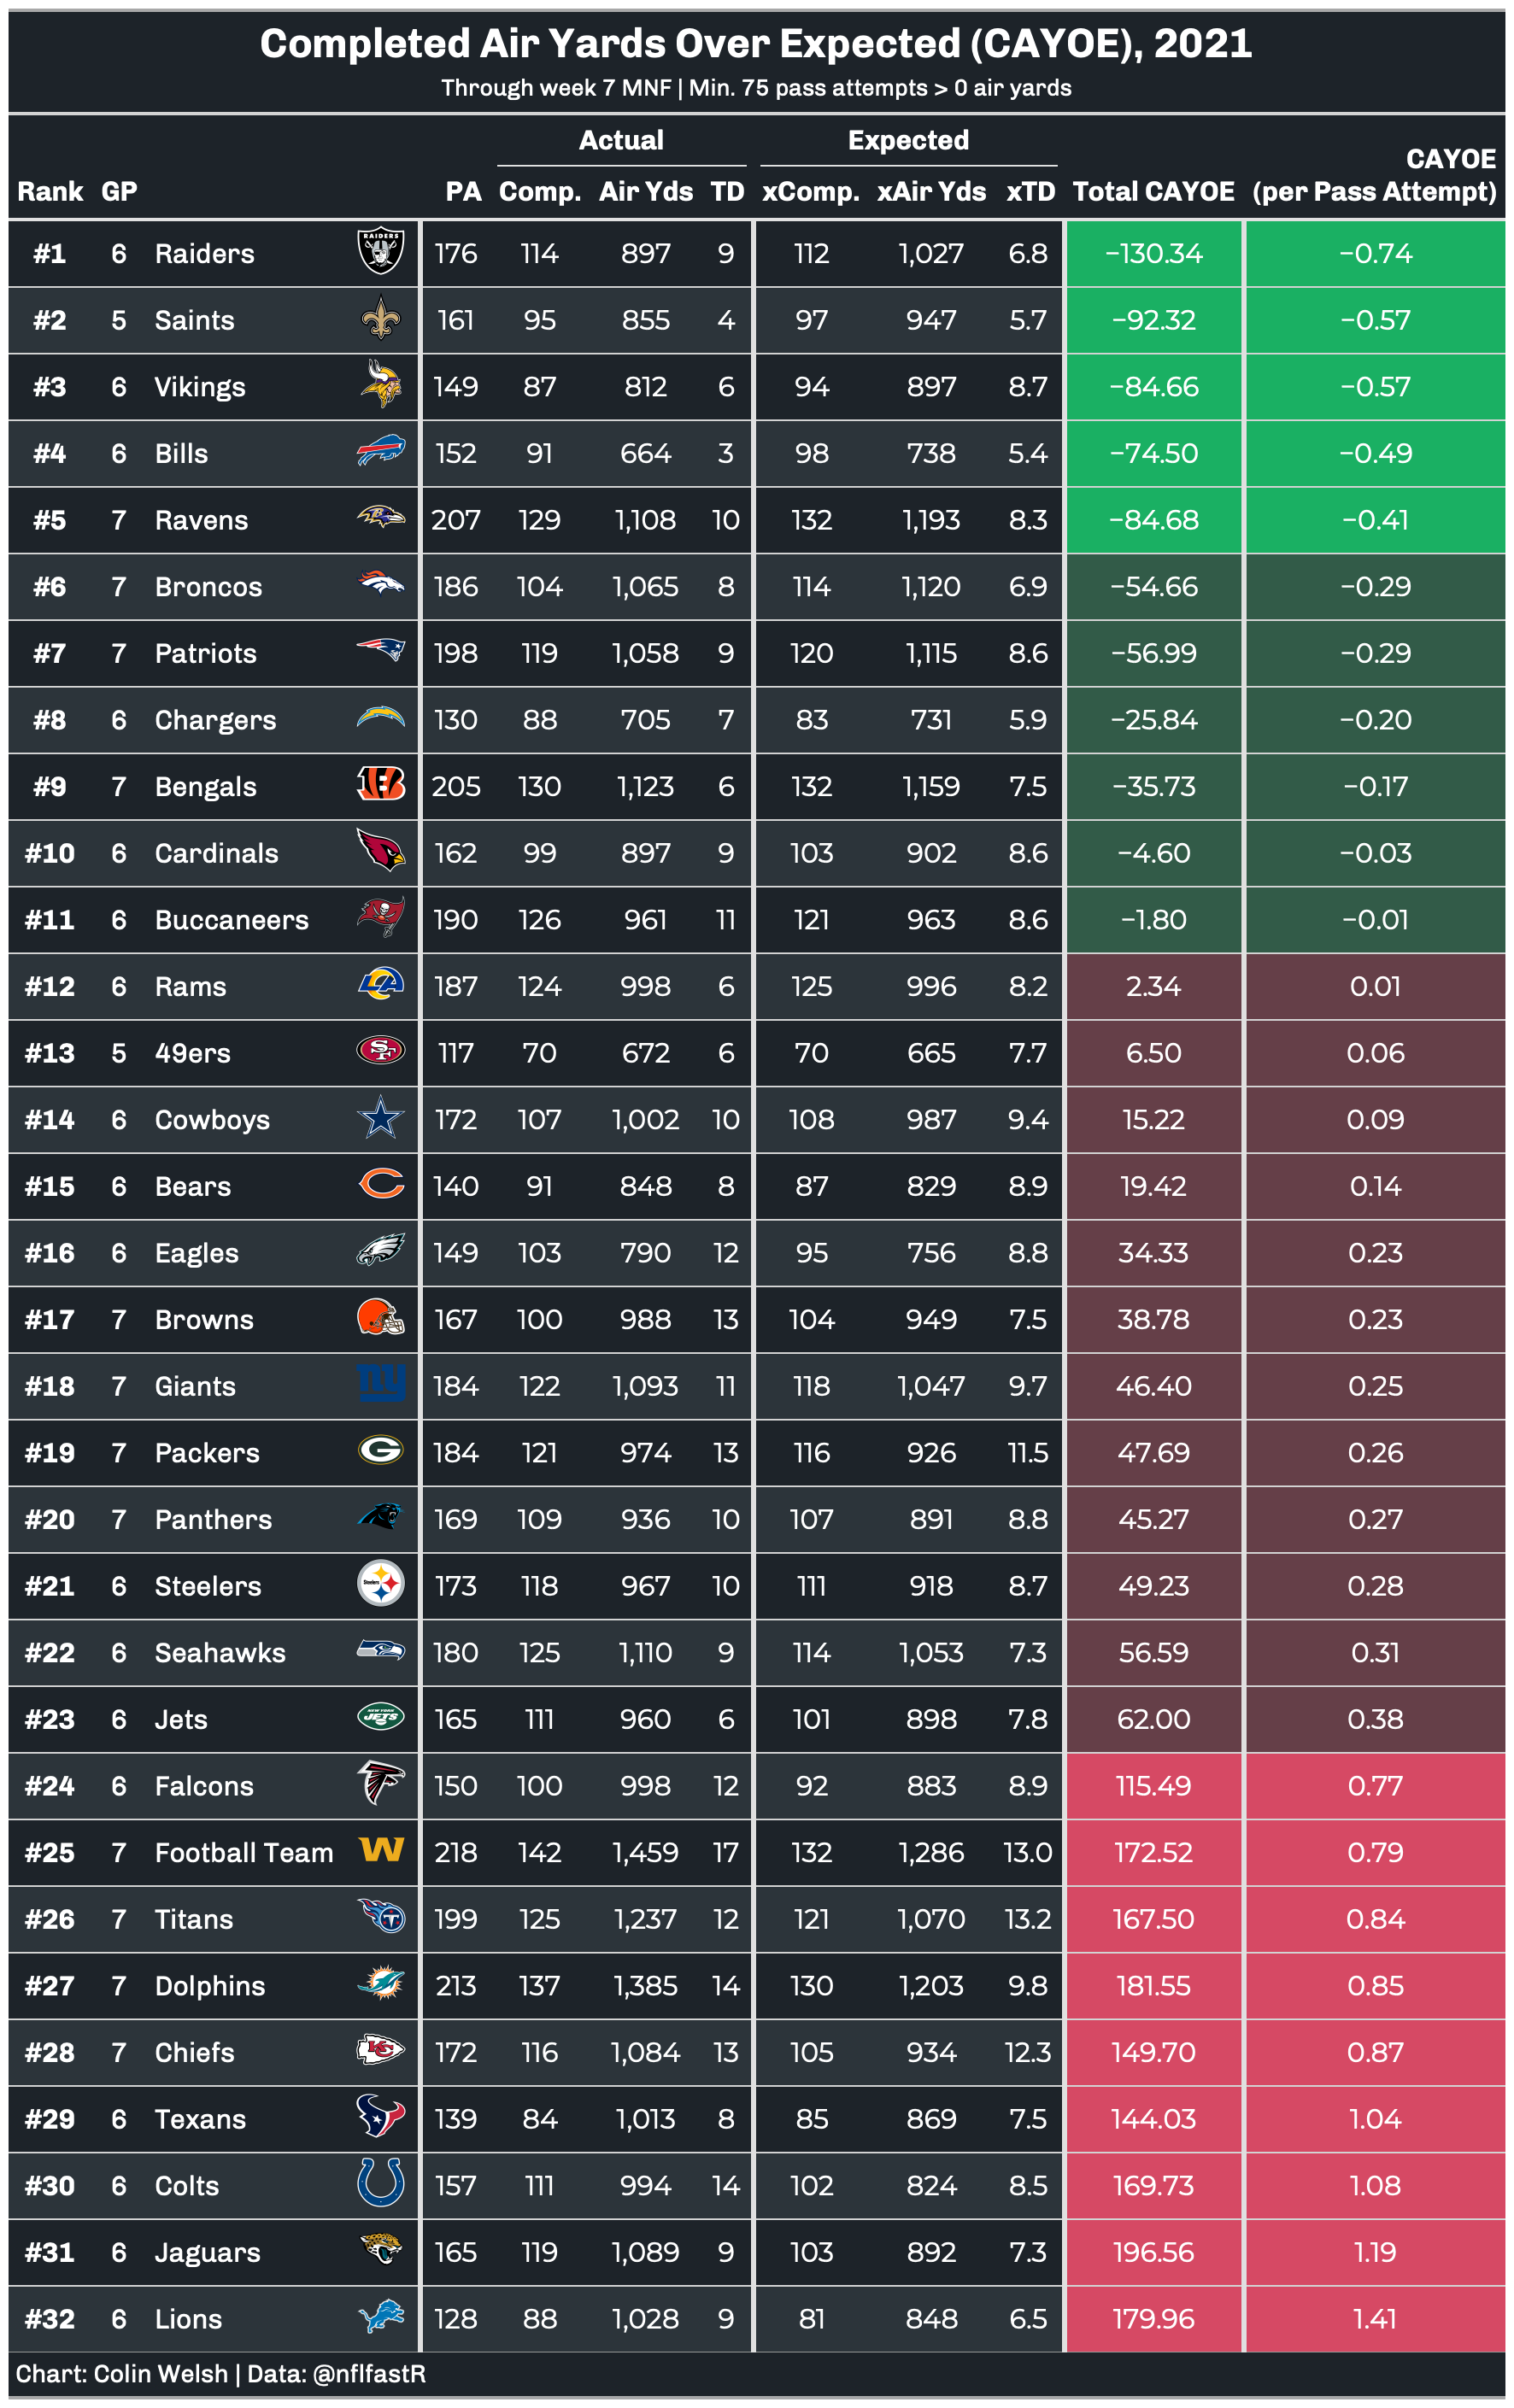 Completed Air Yards Over Expected (CAYOE), 2021
Through week 7 MNF | Min. 75 pass attempts > 0 air yards
Actual Expected
CAYOE
Rank GP PA Comp. Air Yds TD xComp. xAir Yds xTD Total CAYOE (per Pass Attempt)
#1 6 Raiders RAIDERS 176 114 897 9 112 1,027 6.8 −130.34 −0.74
#2 5 Saints 161 95 855 4 97 947 5.7 −92.32 −0.57
#3 6 Vikings 149 87 812 6 94 897 8.7 −84.66 −0.57
#4 6 Bills 152 91 664 3 98 738 5.4 −74.50 −0.49
#5 7 Ravens 207 129 1,108 10 132 1,193 8.3 −84.68 −0.41
#6 7 Broncos 186 104 1,065 8 114 1,120 6.9 −54.66 −0.29
#7 7 Patriots 198 119 1,058 9 120 1,115 8.6 −56.99 −0.29
#8 6 Chargers 130 88 705 7 83 731 5.9 −25.84 −0.20
#9 7 Bengals B 205 130 1,123 6 132 1,159 7.5 −35.73 −0.17
#10 6 Cardinals 162 99 897 9 103 902 8.6 −4.60 −0.03
#11 6 Buccaneers 190 126 961 11 121 963 8.6 −1.80 −0.01
#12 6 Rams LA 187 124 998 6 125 996 8.2 2.34 0.01
#13 5 49ers SF 117 70 672 6 70 665 7.7 6.50 0.06
#14 6 Cowboys 172 107 1,002 10 108 987 9.4 15.22 0.09
#15 6 Bears C 140 91 848 8 87 829 8.9 19.42 0.14
#16 6 Eagles 149 103 790 12 95 756 8.8 34.33 0.23
#17 7 Browns 167 100 988 13 104 949 7.5 38.78 0.23
#18 7 Giants ny 184 122 1,093 11 118 1,047 9.7 46.40 0.25
#19 7 Packers G 184 121 974 13 116 926 11.5 47.69 0.26
#20 7 Panthers 169 109 936 10 107 891 8.8 45.27 0.27
#21 6 Steelers Steelers 173 118 967 10 111 918 8.7 49.23 0.28
#22 6 Seahawks 180 125 1,110 9 114 1,053 7.3 56.59 0.31
#23 6 Jets NEW YORK JETS 165 111 960 6 101 898 7.8 62.00 0.38
#24 6 Falcons 150 100 998 12 92 883 8.9 115.49 0.77
#25 7 Football Team W 218 142 1,459 17 132 1,286 13.0 172.52 0.79
#26 7 Titans T 199 125 1,237 12 121 1,070 13.2 167.50 0.84
#27 7 Dolphins 213 137 1,385 14 130 1,203 9.8 181.55 0.85
#28 7 Chiefs KC 172 116 1,084 13 105 934 12.3 149.70 0.87
#29 6 Texans 139 84 1,013 8 85 869 7.5 144.03 1.04
#30 6 Colts 157 111 994 14 102 824 8.5 169.73 1.08
#31 6 Jaguars 165 119 1,089 9 103 892 7.3 196.56 1.19
#32 6 Lions 128 88 1,028 9 81 848 6.5 179.96 1.41
Chart: Colin Welsh | Data: @nflfastR